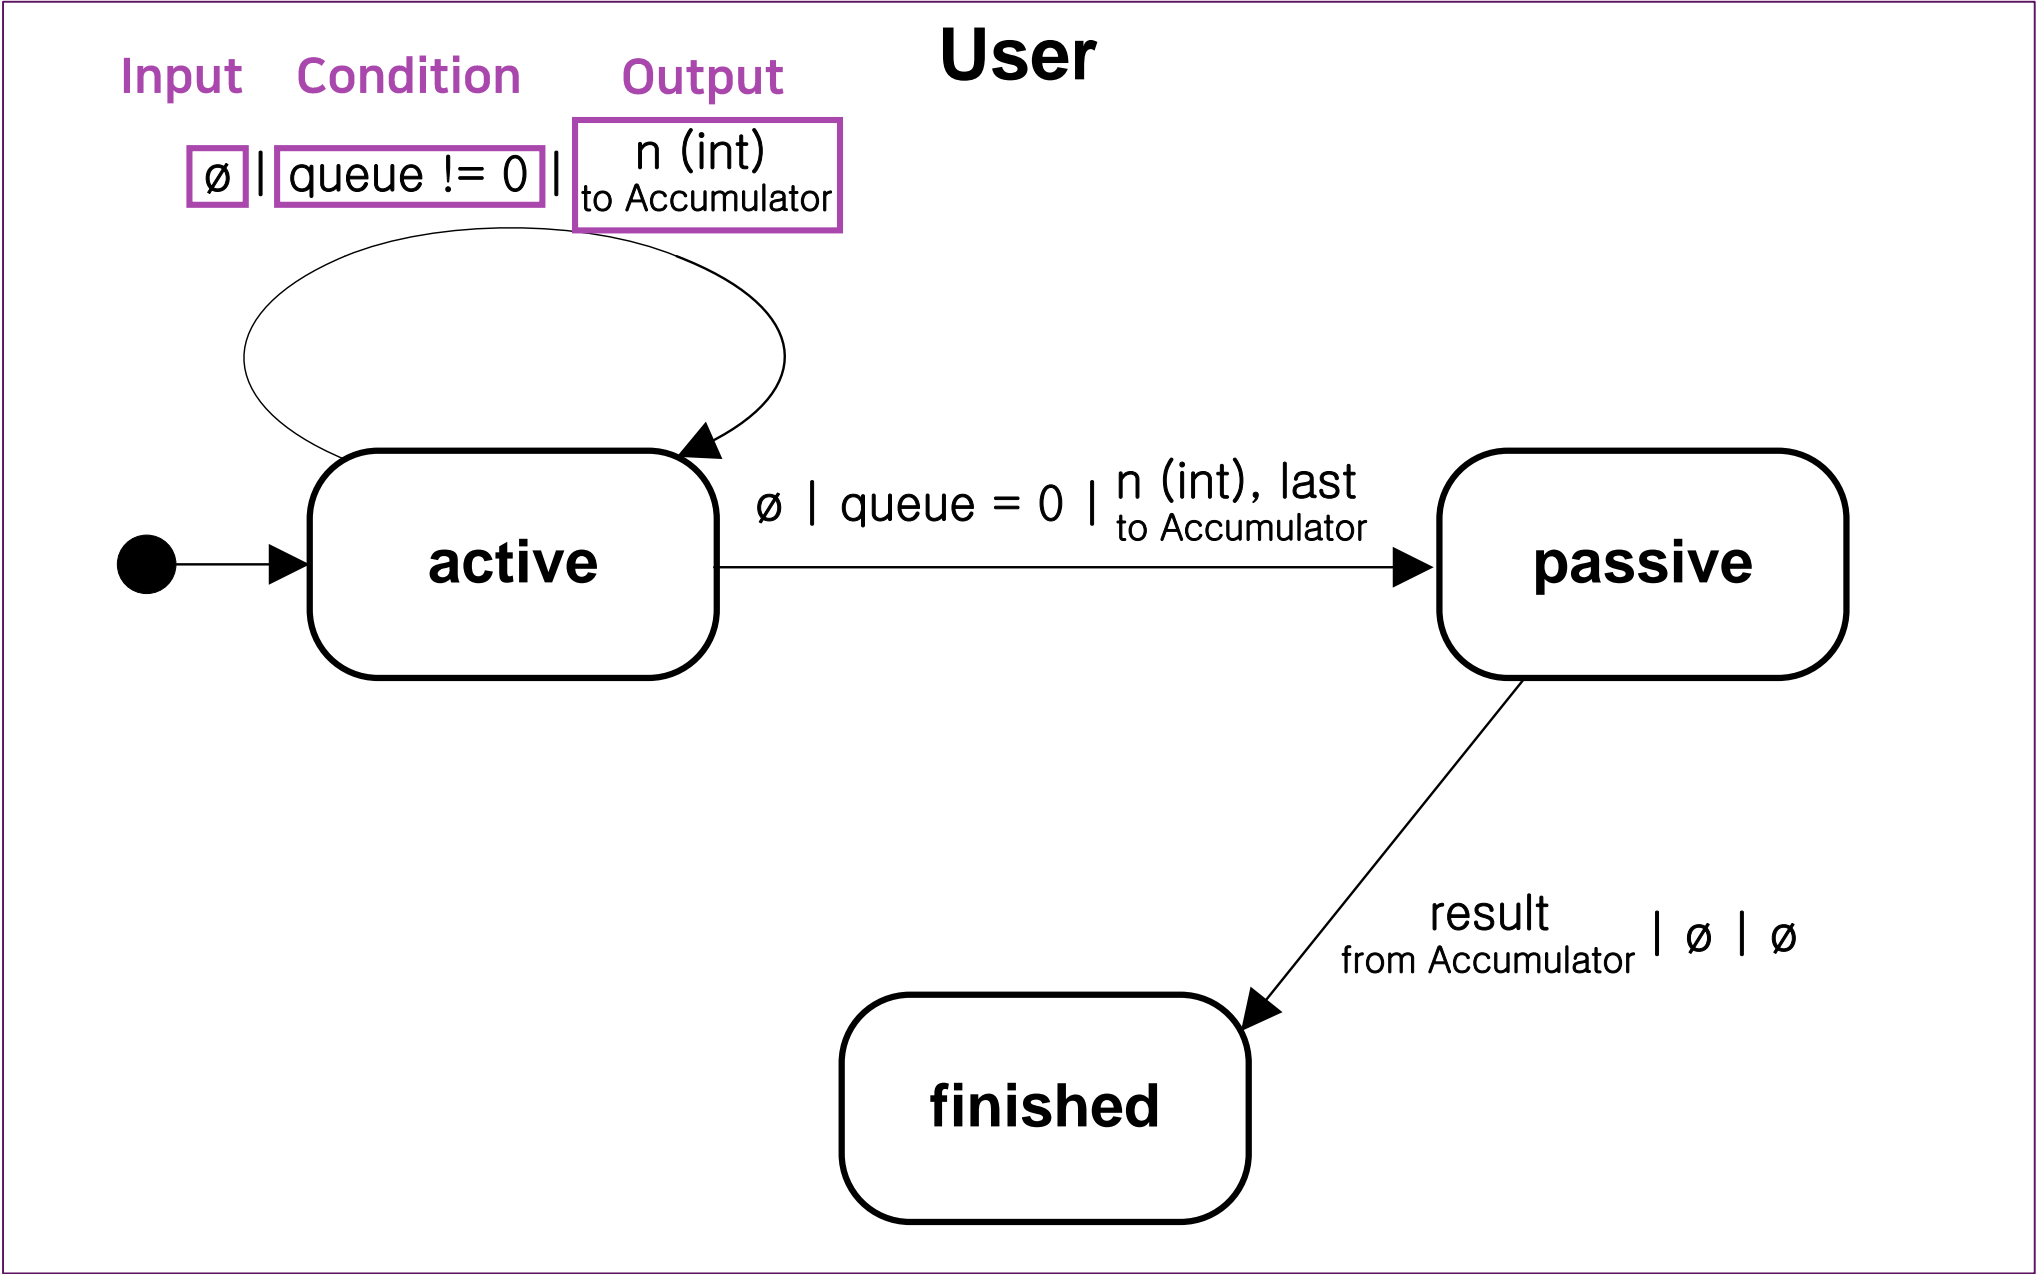 User
Input Condition Output
ø | queue != 0 | n (int)
to Accumulator
ø | queue = 0 | n (int), last
to Accumulator
active
passive
result | ø | ø
from Accumulator
finished